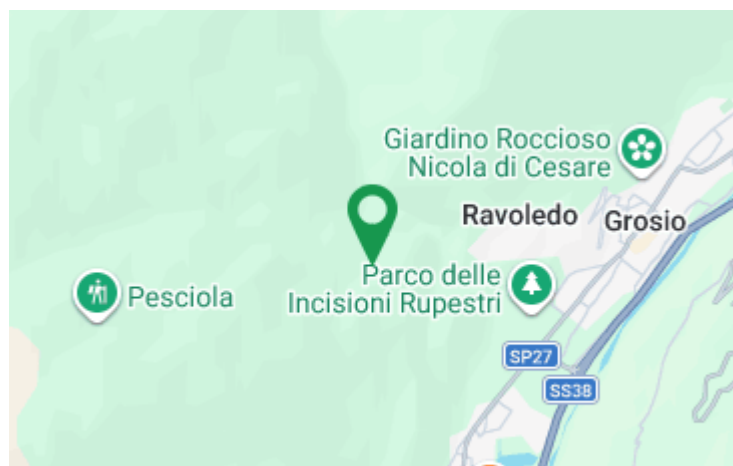 Giardino Roccioso
Nicola di Cesare
Ravoledo
Grosio
Parco delle
Incisioni Rupestri
Pesciola
SP27
SS38